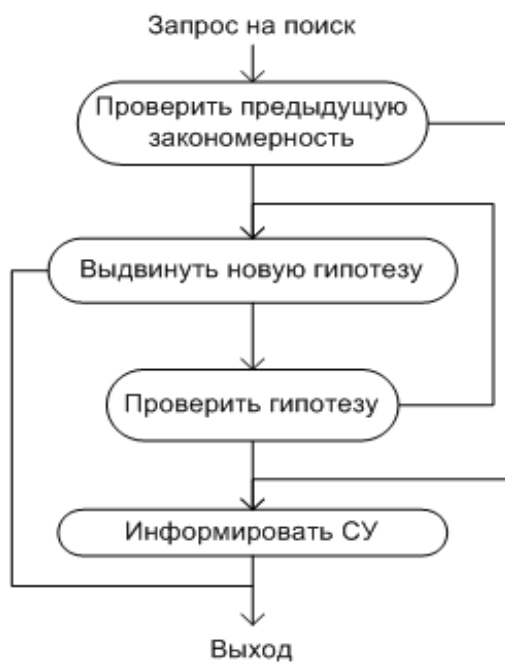 Запрос на поиск
Проверить предыдущую
закономерность
Выдвинуть новую гипотезу
Проверить гипотезу
Информировать СУ
Выход